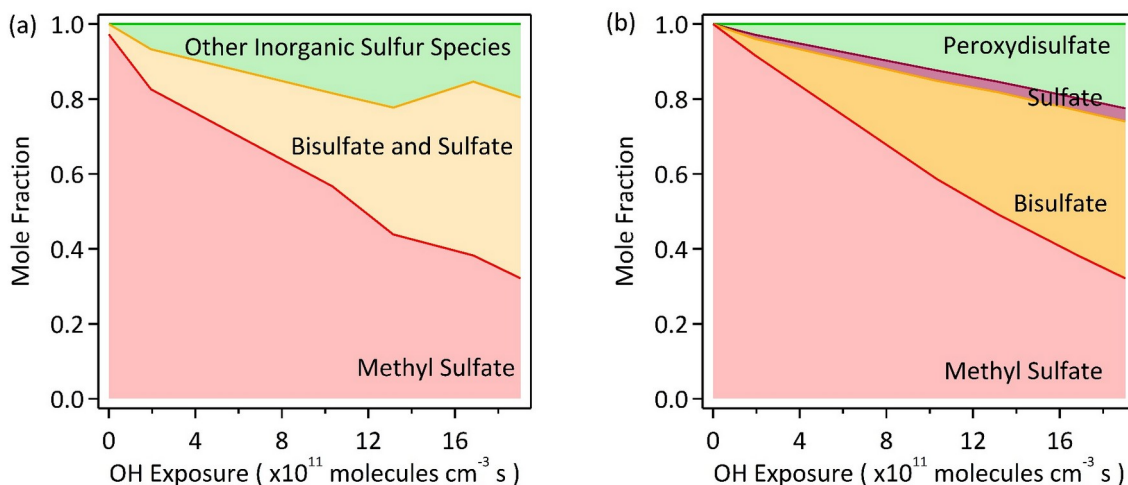 (a)
Mole Fraction
1.0
0.8
0.6
0.4
0.2
0.0
Other Inorganic Sulfur Species
Bisulfate and Sulfate
Methyl Sulfate
0 4 8 12 16
OH Exposure ( x10¹¹ molecules cm⁻³ s )
(b)
Mole Fraction
1.0
0.8
0.6
0.4
0.2
0.0
Peroxydisulfate
Sulfate
Bisulfate
Methyl Sulfate
0 4 8 12 16
OH Exposure ( x10¹¹ molecules cm⁻³ s )